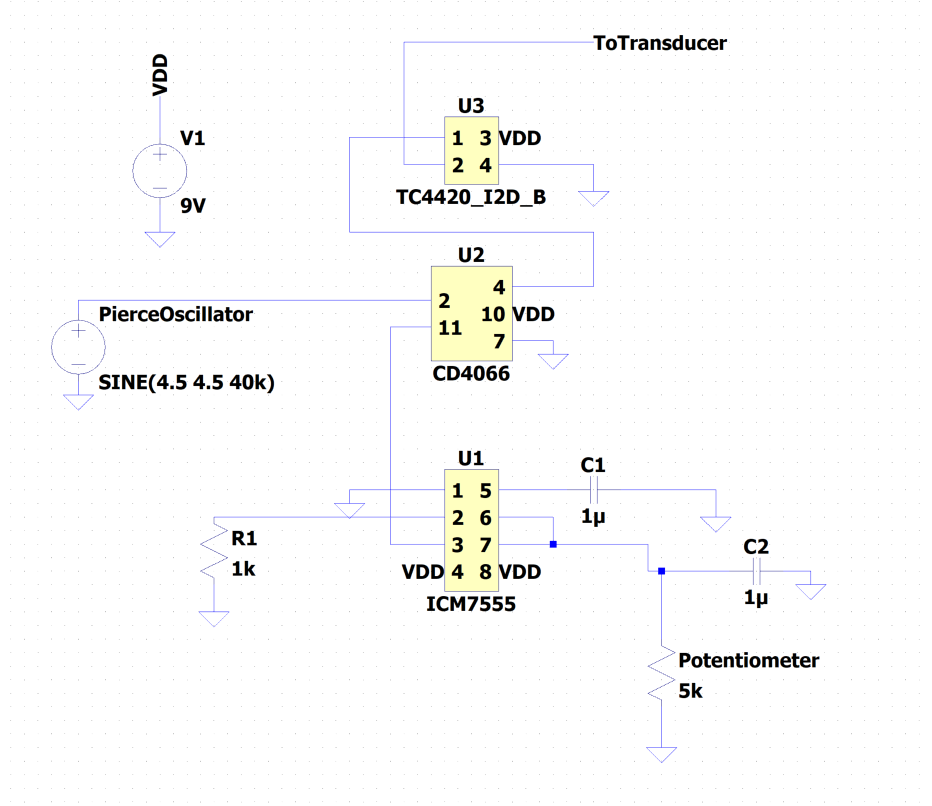 ToTransducer
VDD
V1
9V
U3
1 3 VDD
2 4
TC4420_I2D_B
U2
2
11
4
10 VDD
7
CD4066
PierceOscillator
SINE(4.5 4.5 40k)
U1
1 5
2 6
3 7
VDD 4 8 VDD
ICM7555
C1
1µ
R1
1k
C2
1µ
Potentiometer
5k